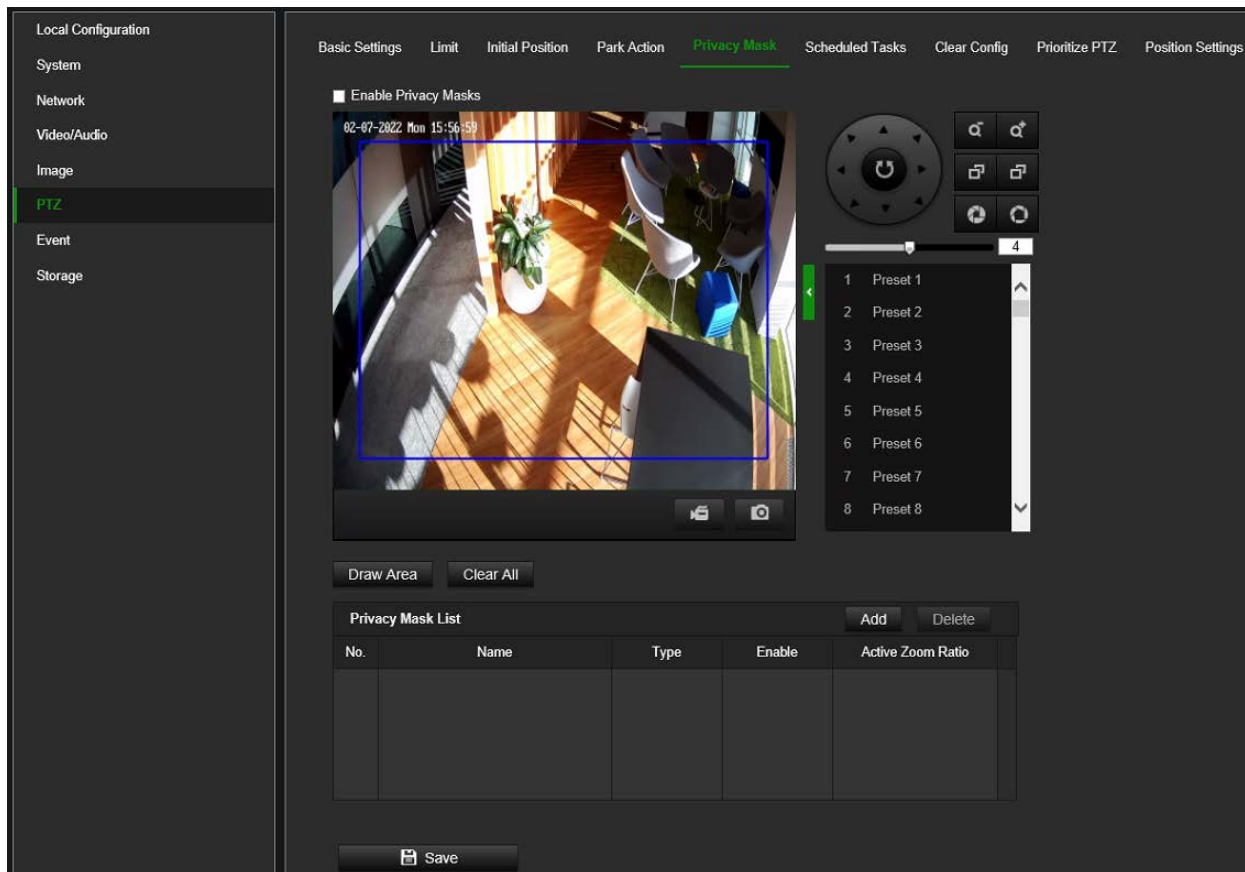 Local Configuration
System
Network
Video/Audio
Image
PTZ
Event
Storage
Basic Settings Limit Initial Position Park Action Privacy Mask Scheduled Tasks Clear Config Prioritize PTZ Position Settings
Enable Privacy Masks
02-07-2022 Mon 15:56:59
4
1 Preset 1
2 Preset 2
3 Preset 3
4 Preset 4
5 Preset 5
6 Preset 6
7 Preset 7
8 Preset 8
Draw Area Clear All
Privacy Mask List Add Delete
No. Name Type Enable Active Zoom Ratio
Save